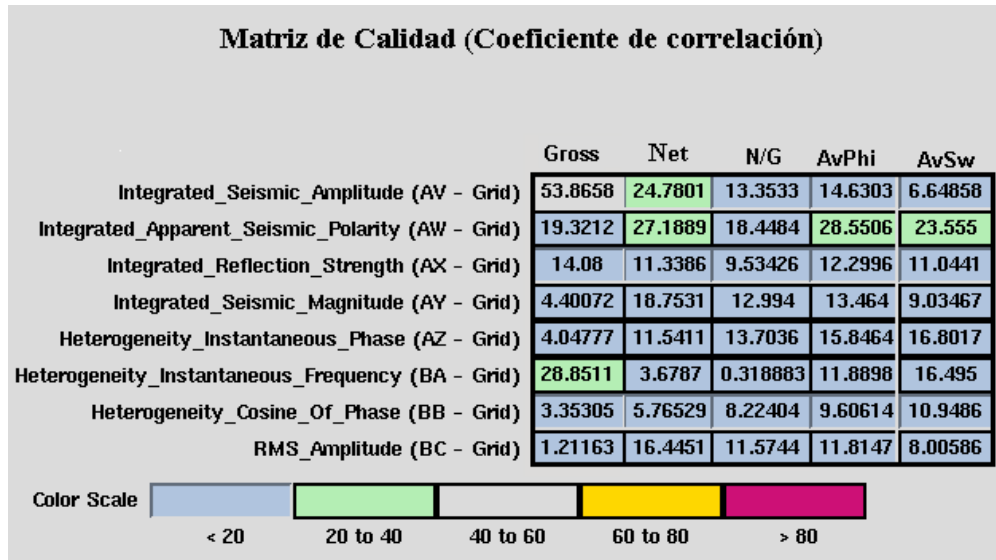 Matriz de Calidad (Coeficiente de correlación)
Gross Net N/G AvPhi AvSw
Integrated_Seismic_Amplitude (AV - Grid) 53.8658 24.7801 13.3533 14.6303 6.64858
Integrated_Apparent_Seismic_Polarity (AW - Grid) 19.3212 27.1889 18.4484 28.5506 23.555
Integrated_Reflection_Strength (AX - Grid) 14.08 11.3386 9.53426 12.2996 11.0441
Integrated_Seismic_Magnitude (AY - Grid) 4.40072 18.7531 12.994 13.464 9.03467
Heterogeneity_Instantaneous_Phase (AZ - Grid) 4.04777 11.5411 13.7036 15.8464 16.8017
Heterogeneity_Instantaneous_Frequency (BA - Grid) 28.8511 3.6787 0.318883 11.8898 16.495
Heterogeneity_Cosine_Of_Phase (BB - Grid) 3.35305 5.76529 8.22404 9.60614 10.9486
RMS_Amplitude (BC - Grid) 1.21163 16.4451 11.5744 11.8147 8.00586
Color Scale
< 20 20 to 40 40 to 60 60 to 80 > 80